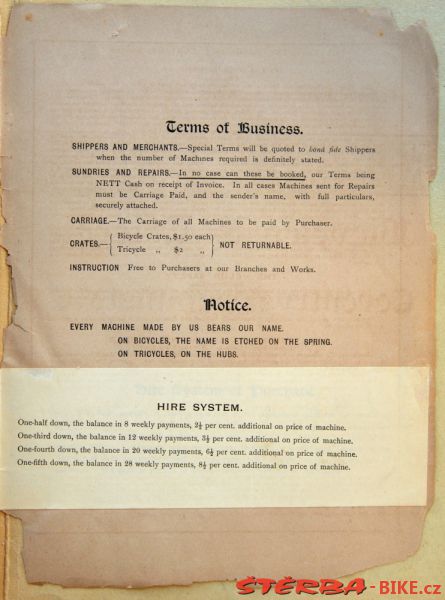 Terms of Business.
SHIPPERS AND MERCHANTS.—Special Terms will be quoted to bonâ fide Shippers
when the number of Machines required is definitely stated.
SUNDRIES AND REPAIRS.—In no case can these be booked, our Terms being
NETT Cash on receipt of Invoice. In all cases Machines sent for Repairs
must be Carriage Paid, and the sender's name, with full particulars,
securely attached.
CARRIAGE.—The Carriage of all Machines to be paid by Purchaser.
CRATES.— { Bicycle Crates, $1.50 each } NOT RETURNABLE.
Tricycle „ $2 „
INSTRUCTION Free to Purchasers at our Branches and Works.
Notice.
EVERY MACHINE MADE BY US BEARS OUR NAME.
ON BICYCLES, THE NAME IS ETCHED ON THE SPRING.
ON TRICYCLES, ON THE HUBS.
HIRE SYSTEM.
One-half down, the balance in 8 weekly payments, 2½ per cent. additional on price of machine.
One-third down, the balance in 12 weekly payments, 3½ per cent. additional on price of machine.
One-fourth down, the balance in 20 weekly payments, 6½ per cent. additional on price of machine.
One-fifth down, the balance in 28 weekly payments, 8½ per cent. additional on price of machine.
ŠTĚRBA-BIKE.cz